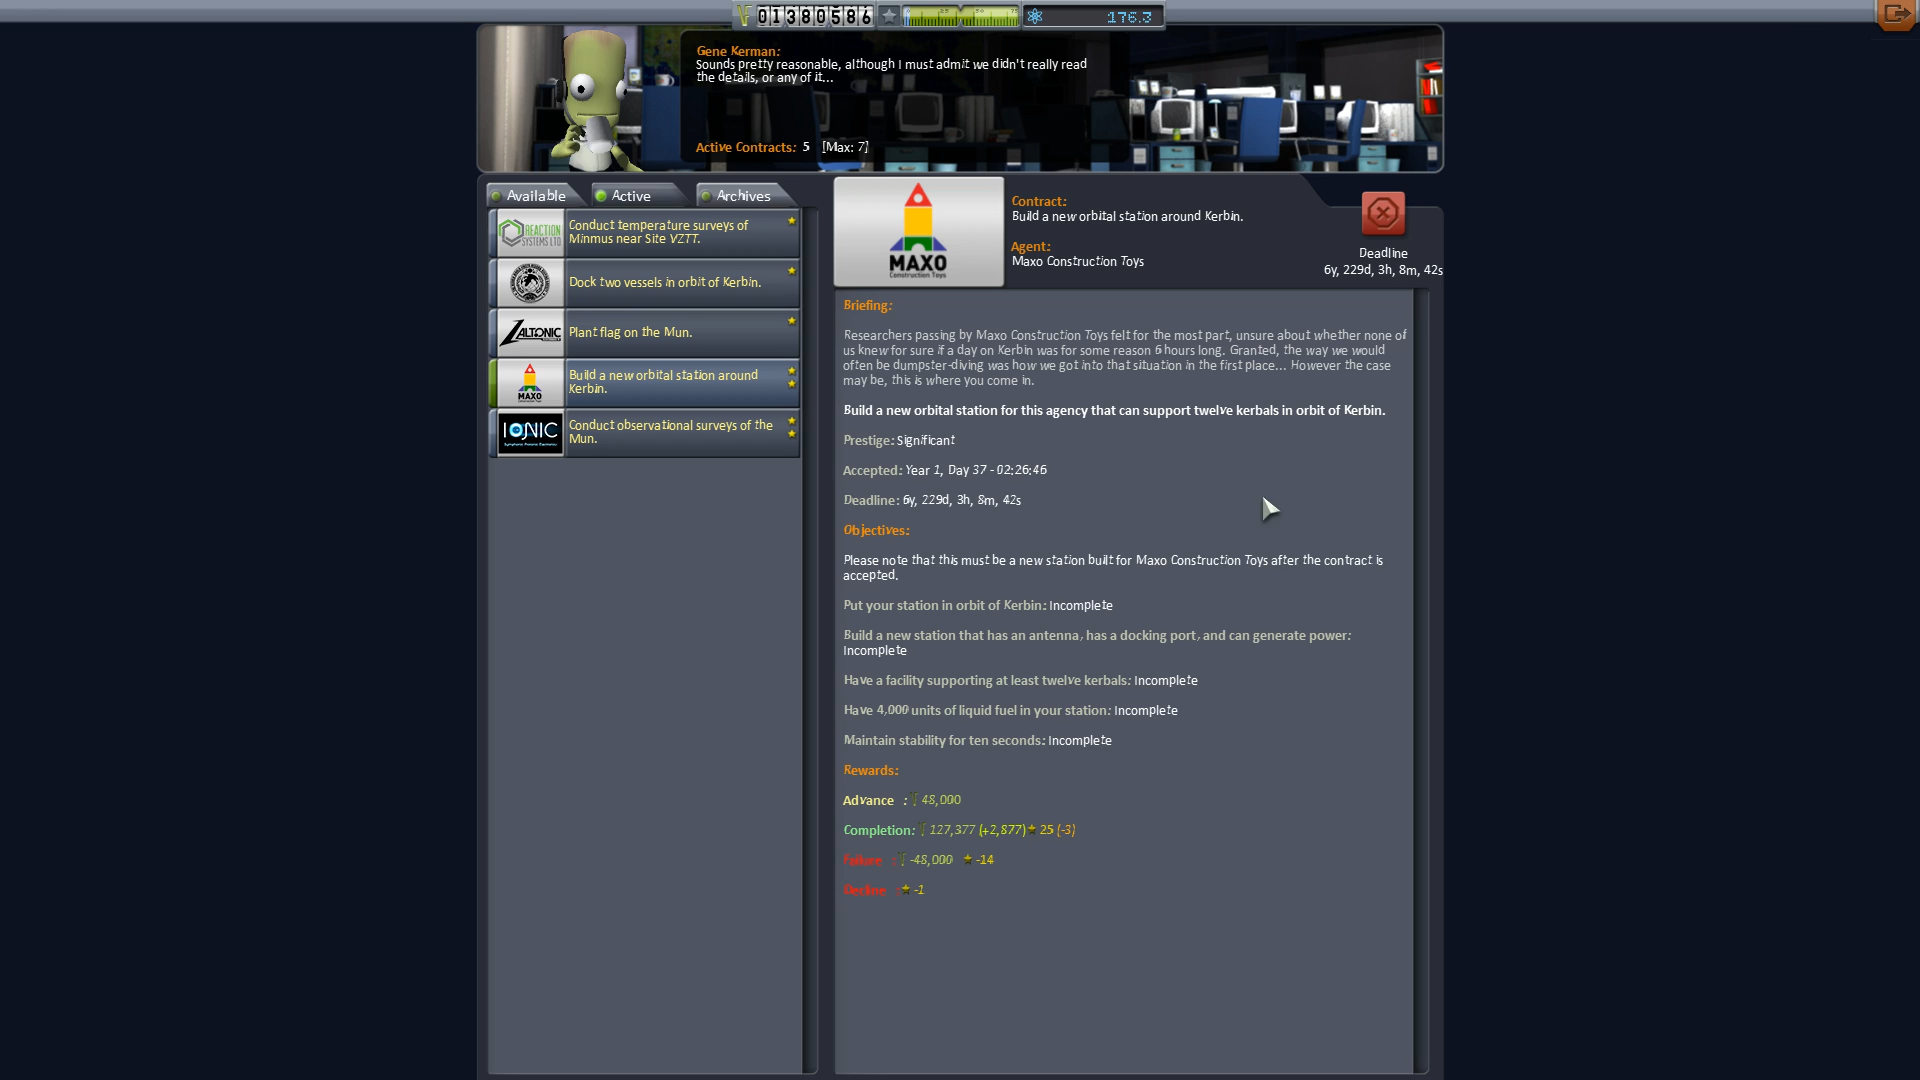 01380586
25 50 75
176.3
Gene Kerman:
Sounds pretty reasonable, although I must admit we didn't really read
the details, or any of it...
Active Contracts: 5 [Max: 7]
Available Active Archives
REACTION
SYSTEMS LTD.
Conduct temperature surveys of
Minmus near Site VZTT.
Dock two vessels in orbit of Kerbin.
ZALTONIC
Plant flag on the Mun.
MAXO
Build a new orbital station around
Kerbin.
IONIC
Conduct observational surveys of the
Mun.
MAXO
Construction Toys
Contract:
Build a new orbital station around Kerbin.
Agent:
Maxo Construction Toys
Deadline
6y, 229d, 3h, 8m, 42s
Briefing:
Researchers passing by Maxo Construction Toys felt for the most part, unsure about whether none of
us knew for sure if a day on Kerbin was for some reason 6 hours long. Granted, the way we would
often be dumpster-diving was how we got into that situation in the first place... However the case
may be, this is where you come in.
Build a new orbital station for this agency that can support twelve kerbals in orbit of Kerbin.
Prestige: Significant
Accepted: Year 1, Day 37 - 02:26:46
Deadline: 6y, 229d, 3h, 8m, 42s
Objectives:
Please note that this must be a new station built for Maxo Construction Toys after the contract is
accepted.
Put your station in orbit of Kerbin: Incomplete
Build a new station that has an antenna, has a docking port, and can generate power:
Incomplete
Have a facility supporting at least twelve kerbals: Incomplete
Have 4,000 units of liquid fuel in your station: Incomplete
Maintain stability for ten seconds: Incomplete
Rewards:
Advance : 48,000
Completion: 127,377 (+2,877) 25 (-3)
Failure : -48,000 -14
Decline -1